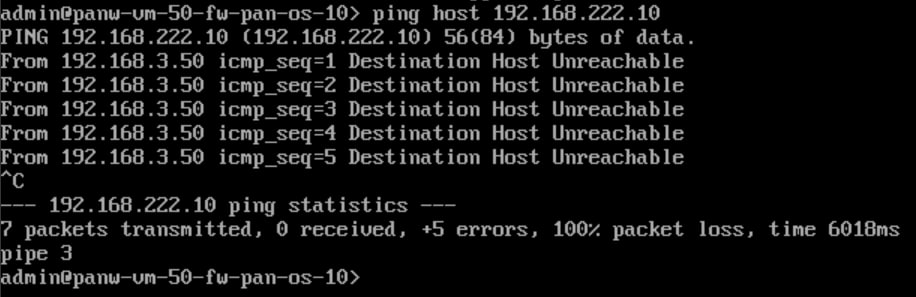 admin@panw-vm-50-fw-pan-os-10> ping host 192.168.222.10
PING 192.168.222.10 (192.168.222.10) 56(84) bytes of data.
From 192.168.3.50 icmp_seq=1 Destination Host Unreachable
From 192.168.3.50 icmp_seq=2 Destination Host Unreachable
From 192.168.3.50 icmp_seq=3 Destination Host Unreachable
From 192.168.3.50 icmp_seq=4 Destination Host Unreachable
From 192.168.3.50 icmp_seq=5 Destination Host Unreachable
^C
--- 192.168.222.10 ping statistics ---
7 packets transmitted, 0 received, +5 errors, 100% packet loss, time 6018ms
pipe 3
admin@panw-vm-50-fw-pan-os-10>